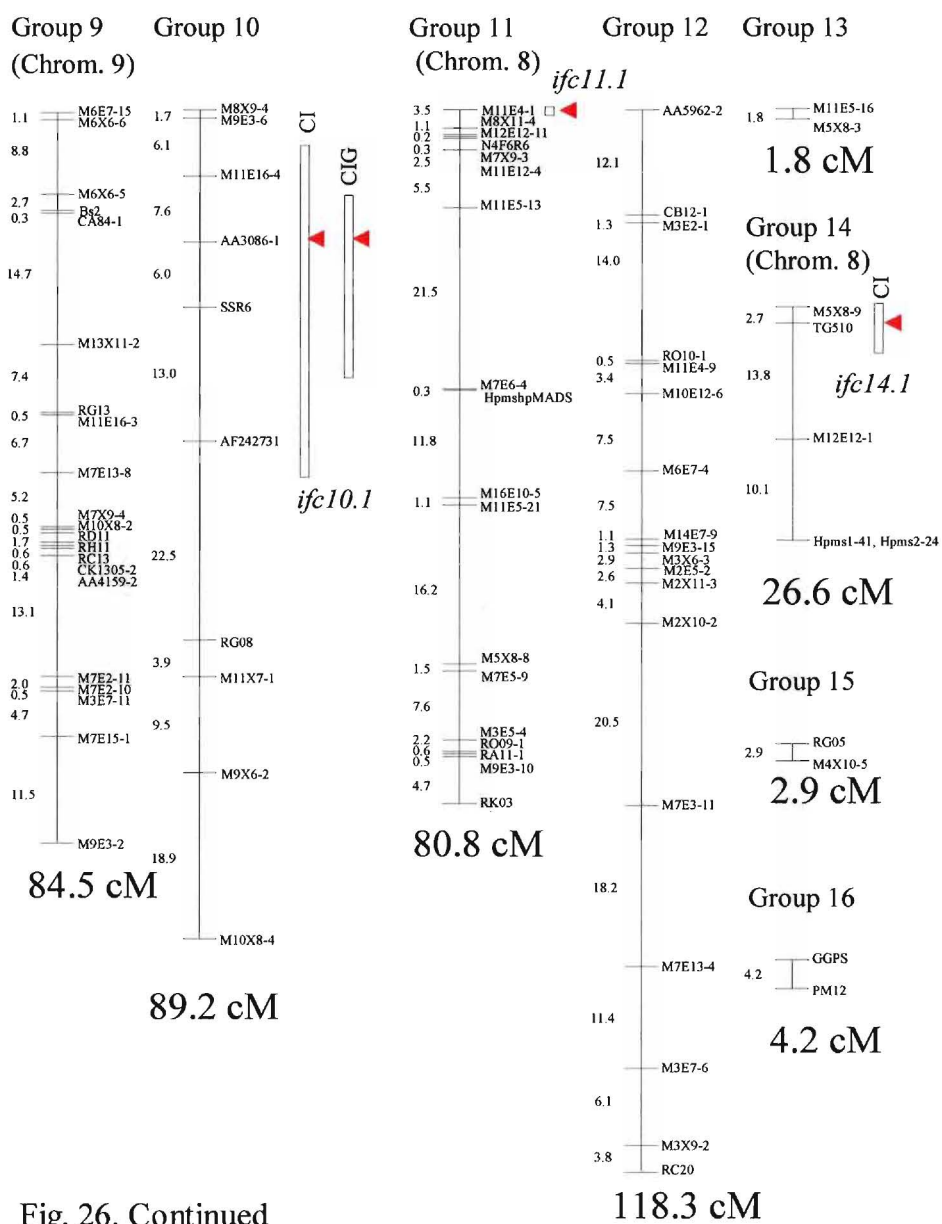 Group 9
(Chrom. 9)
1.1
8.8
2.7
0.3
14.7
7.4
0.5
6.7
5.2
0.5
0.5
1.7
0.6
0.6
1.4
13.1
2.0
0.5
4.7
11.5
M6E7-15
M6X6-6
M6X6-5
Bs2
CA84-1
M13X11-2
RG13
M11E16-3
M7E13-8
M7X9-4
M10X8-2
RD11
RH11
RC13
CK1305-2
AA4159-2
M7E2-11
M7E2-10
M3E7-11
M7E15-1
M9E3-2
84.5 cM
Group 10
1.7
6.1
7.6
6.0
13.0
22.5
3.9
9.5
18.9
M8X9-4
M9E3-6
M11E16-4
AA3086-1
SSR6
AF242731
RG08
M11X7-1
M9X6-2
M10X8-4
CI
CIG
ifc10.1
89.2 cM
Group 11
(Chrom. 8)
ifc11.1
3.5
1.1
0.2
0.3
2.5
5.5
21.5
0.3
11.8
1.1
16.2
1.5
7.6
2.2
0.6
0.5
4.7
M11E4-1
M8X11-4
M12E12-11
N4F6R6
M7X9-3
M11E12-4
M11E5-13
M7E6-4
HpmshpMADS
M16E10-5
M11E5-21
M5X8-8
M7E5-9
M3E5-4
RO09-1
RA11-1
M9E3-10
RK03
80.8 cM
Group 12
12.1
1.3
14.0
0.5
3.4
7.5
7.5
1.1
1.3
2.9
2.6
4.1
20.5
18.2
11.4
6.1
3.8
AA5962-2
CB12-1
M3E2-1
RO10-1
M11E4-9
M10E12-6
M6E7-4
M14E7-9
M9E3-15
M3X6-3
M2E5-2
M2X11-3
M2X10-2
M7E3-11
M7E13-4
M3E7-6
M3X9-2
RC20
118.3 cM
Group 13
1.8
M11E5-16
M5X8-3
1.8 cM
Group 14
(Chrom. 8)
CI
2.7
13.8
10.1
M5X8-9
TG510
M12E12-1
Hpms1-41, Hpms2-24
ifc14.1
26.6 cM
Group 15
2.9
RG05
M4X10-5
2.9 cM
Group 16
4.2
GGPS
PM12
4.2 cM
Fig. 26. Continued